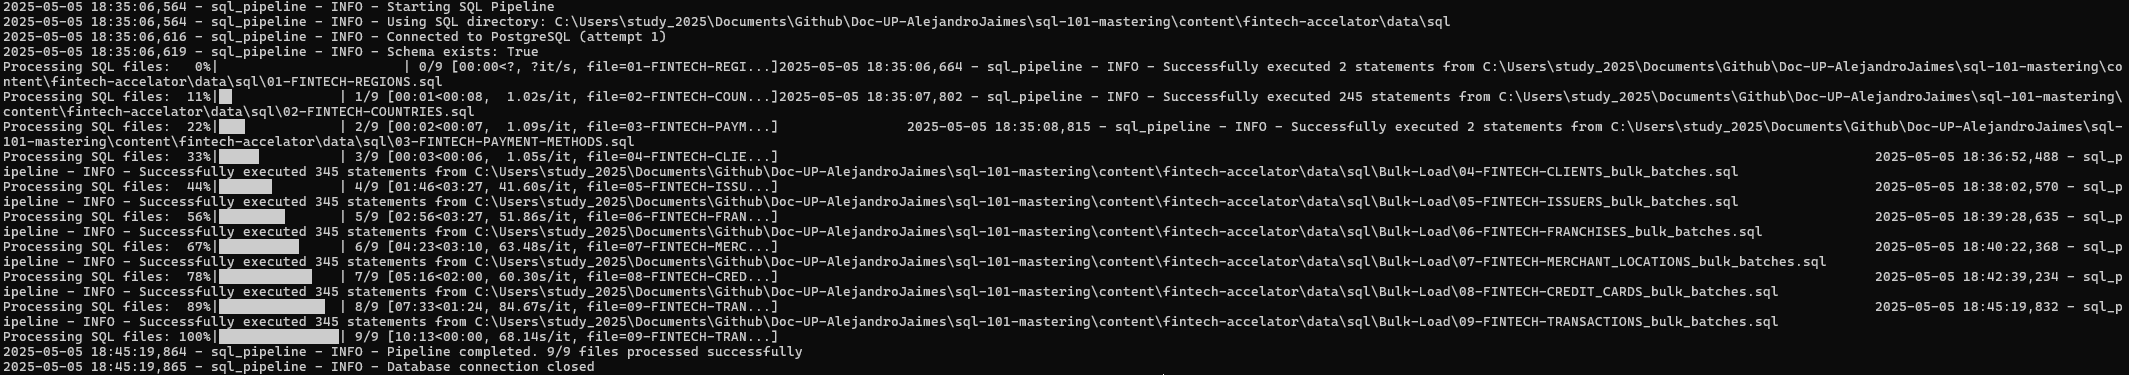 2025-05-05 18:35:06,564 - sql_pipeline - INFO - Starting SQL Pipeline
2025-05-05 18:35:06,564 - sql_pipeline - INFO - Using SQL directory: C:\Users\study_2025\Documents\Github\Doc-UP-AlejandroJaimes\sql-101-mastering\content\fintech-accelator\data\sql
2025-05-05 18:35:06,616 - sql_pipeline - INFO - Connected to PostgreSQL (attempt 1)
2025-05-05 18:35:06,619 - sql_pipeline - INFO - Schema exists: True
Processing SQL files:   0%|                       | 0/9 [00:00<?, ?it/s, file=01-FINTECH-REGI...]2025-05-05 18:35:06,664 - sql_pipeline - INFO - Successfully executed 2 statements from C:\Users\study_2025\Documents\Github\Doc-UP-AlejandroJaimes\sql-101-mastering\co
ntent\fintech-accelator\data\sql\01-FINTECH-REGIONS.sql
Processing SQL files:  11%|█▋             | 1/9 [00:01<00:08,  1.02s/it, file=02-FINTECH-COUN...]2025-05-05 18:35:07,802 - sql_pipeline - INFO - Successfully executed 245 statements from C:\Users\study_2025\Documents\Github\Doc-UP-AlejandroJaimes\sql-101-mastering\
content\fintech-accelator\data\sql\02-FINTECH-COUNTRIES.sql
Processing SQL files:  22%|███▎           | 2/9 [00:02<00:07,  1.09s/it, file=03-FINTECH-PAYM...]                2025-05-05 18:35:08,815 - sql_pipeline - INFO - Successfully executed 2 statements from C:\Users\study_2025\Documents\Github\Doc-UP-AlejandroJaimes\sql-
101-mastering\content\fintech-accelator\data\sql\03-FINTECH-PAYMENT-METHODS.sql
Processing SQL files:  33%|█████          | 3/9 [00:03<00:06,  1.05s/it, file=04-FINTECH-CLIE...]                2025-05-05 18:36:52,488 - sql_p
ipeline - INFO - Successfully executed 345 statements from C:\Users\study_2025\Documents\Github\Doc-UP-AlejandroJaimes\sql-101-mastering\content\fintech-accelator\data\sql\Bulk-Load\04-FINTECH-CLIENTS_bulk_batches.sql
Processing SQL files:  44%|██████▋        | 4/9 [01:46<03:27, 41.60s/it, file=05-FINTECH-ISSU...]                2025-05-05 18:38:02,570 - sql_p
ipeline - INFO - Successfully executed 345 statements from C:\Users\study_2025\Documents\Github\Doc-UP-AlejandroJaimes\sql-101-mastering\content\fintech-accelator\data\sql\Bulk-Load\05-FINTECH-ISSUERS_bulk_batches.sql
Processing SQL files:  56%|████████▎      | 5/9 [02:56<03:27, 51.86s/it, file=06-FINTECH-FRAN...]                2025-05-05 18:39:28,635 - sql_p
ipeline - INFO - Successfully executed 345 statements from C:\Users\study_2025\Documents\Github\Doc-UP-AlejandroJaimes\sql-101-mastering\content\fintech-accelator\data\sql\Bulk-Load\06-FINTECH-FRANCHISES_bulk_batches.sql
Processing SQL files:  67%|██████████     | 6/9 [04:23<03:10, 63.48s/it, file=07-FINTECH-MERC...]                2025-05-05 18:40:22,368 - sql_p
ipeline - INFO - Successfully executed 345 statements from C:\Users\study_2025\Documents\Github\Doc-UP-AlejandroJaimes\sql-101-mastering\content\fintech-accelator\data\sql\Bulk-Load\07-FINTECH-MERCHANT_LOCATIONS_bulk_batches.sql
Processing SQL files:  78%|███████████▋   | 7/9 [05:16<02:00, 60.30s/it, file=08-FINTECH-CRED...]                2025-05-05 18:42:39,234 - sql_p
ipeline - INFO - Successfully executed 345 statements from C:\Users\study_2025\Documents\Github\Doc-UP-AlejandroJaimes\sql-101-mastering\content\fintech-accelator\data\sql\Bulk-Load\08-FINTECH-CREDIT_CARDS_bulk_batches.sql
Processing SQL files:  89%|█████████████▎ | 8/9 [07:33<01:24, 84.67s/it, file=09-FINTECH-TRAN...]                2025-05-05 18:45:19,832 - sql_p
ipeline - INFO - Successfully executed 345 statements from C:\Users\study_2025\Documents\Github\Doc-UP-AlejandroJaimes\sql-101-mastering\content\fintech-accelator\data\sql\Bulk-Load\09-FINTECH-TRANSACTIONS_bulk_batches.sql
Processing SQL files: 100%|███████████████| 9/9 [10:13<00:00, 68.14s/it, file=09-FINTECH-TRAN...]
2025-05-05 18:45:19,864 - sql_pipeline - INFO - Pipeline completed. 9/9 files processed successfully
2025-05-05 18:45:19,865 - sql_pipeline - INFO - Database connection closed